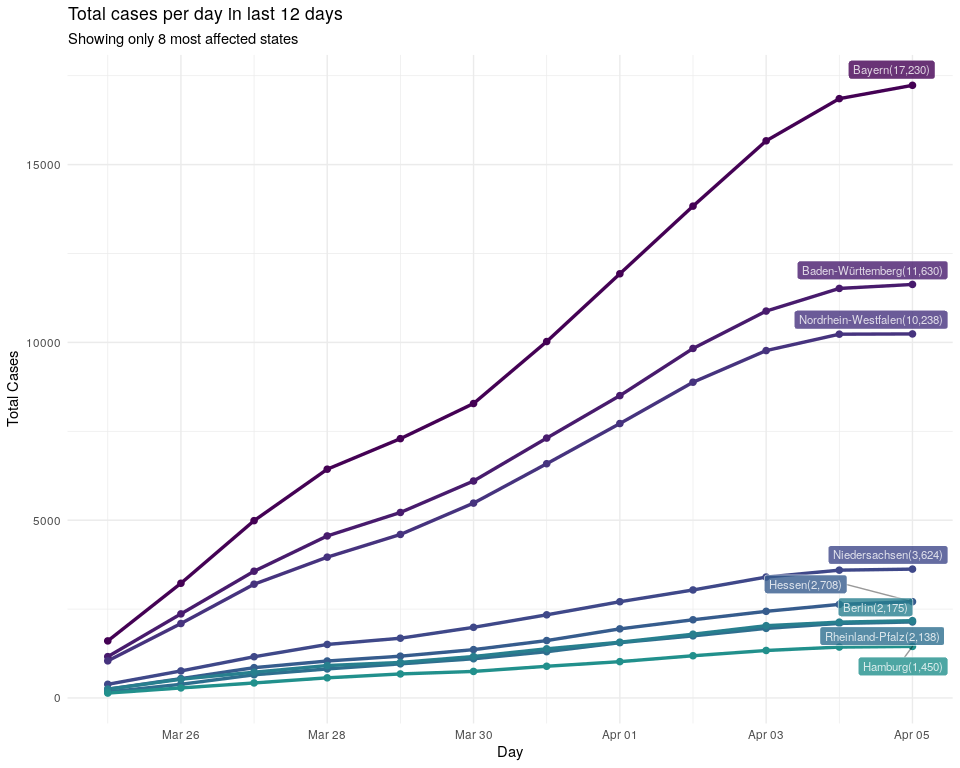 Total cases per day in last 12 days
Showing only 8 most affected states
Total Cases
15000
10000
5000
0
Bayern(17,230)
Baden-Württemberg(11,630)
Nordrhein-Westfalen(10,238)
Niedersachsen(3,624)
Hessen(2,708)
Berlin(2,175)
Rheinland-Pfalz(2,138)
Hamburg(1,450)
Mar 26
Mar 28
Mar 30
Apr 01
Apr 03
Apr 05
Day